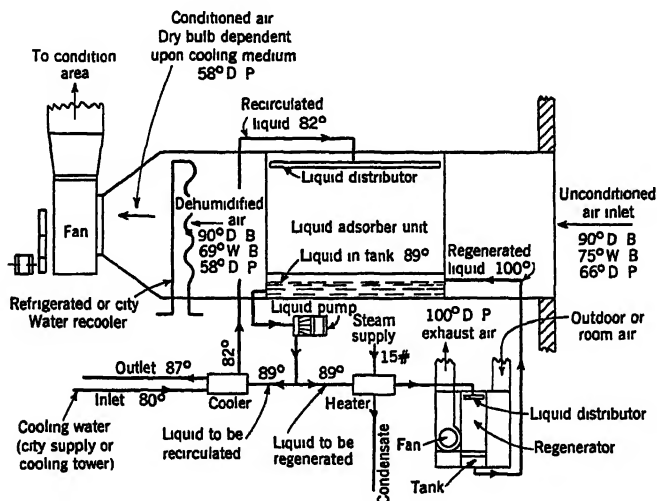 Conditioned air
Dry bulb dependent
upon cooling medium
58° D P
To condition
area
Recirculated
liquid 82°
Liquid distributor
Fan
Dehumidified
air
90° D B
69° W B
58° D P
Liquid adsorber unit
Liquid in tank 89°
Unconditioned
air inlet
90° D B
75° W B
66° D P
Regenerated
liquid 100°
Refrigerated or city
Water recooler
Liquid pump
Steam
supply
15#
100° D P
exhaust air
Outdoor or
room air
82°
Outlet 87°
Inlet 80°
Cooler
89°
89°
Heater
Cooling water
(city supply or
cooling tower)
Liquid to be
recirculated
Liquid to be
regenerated
Condensate
Fan
Tank
Liquid distributor
Regenerator